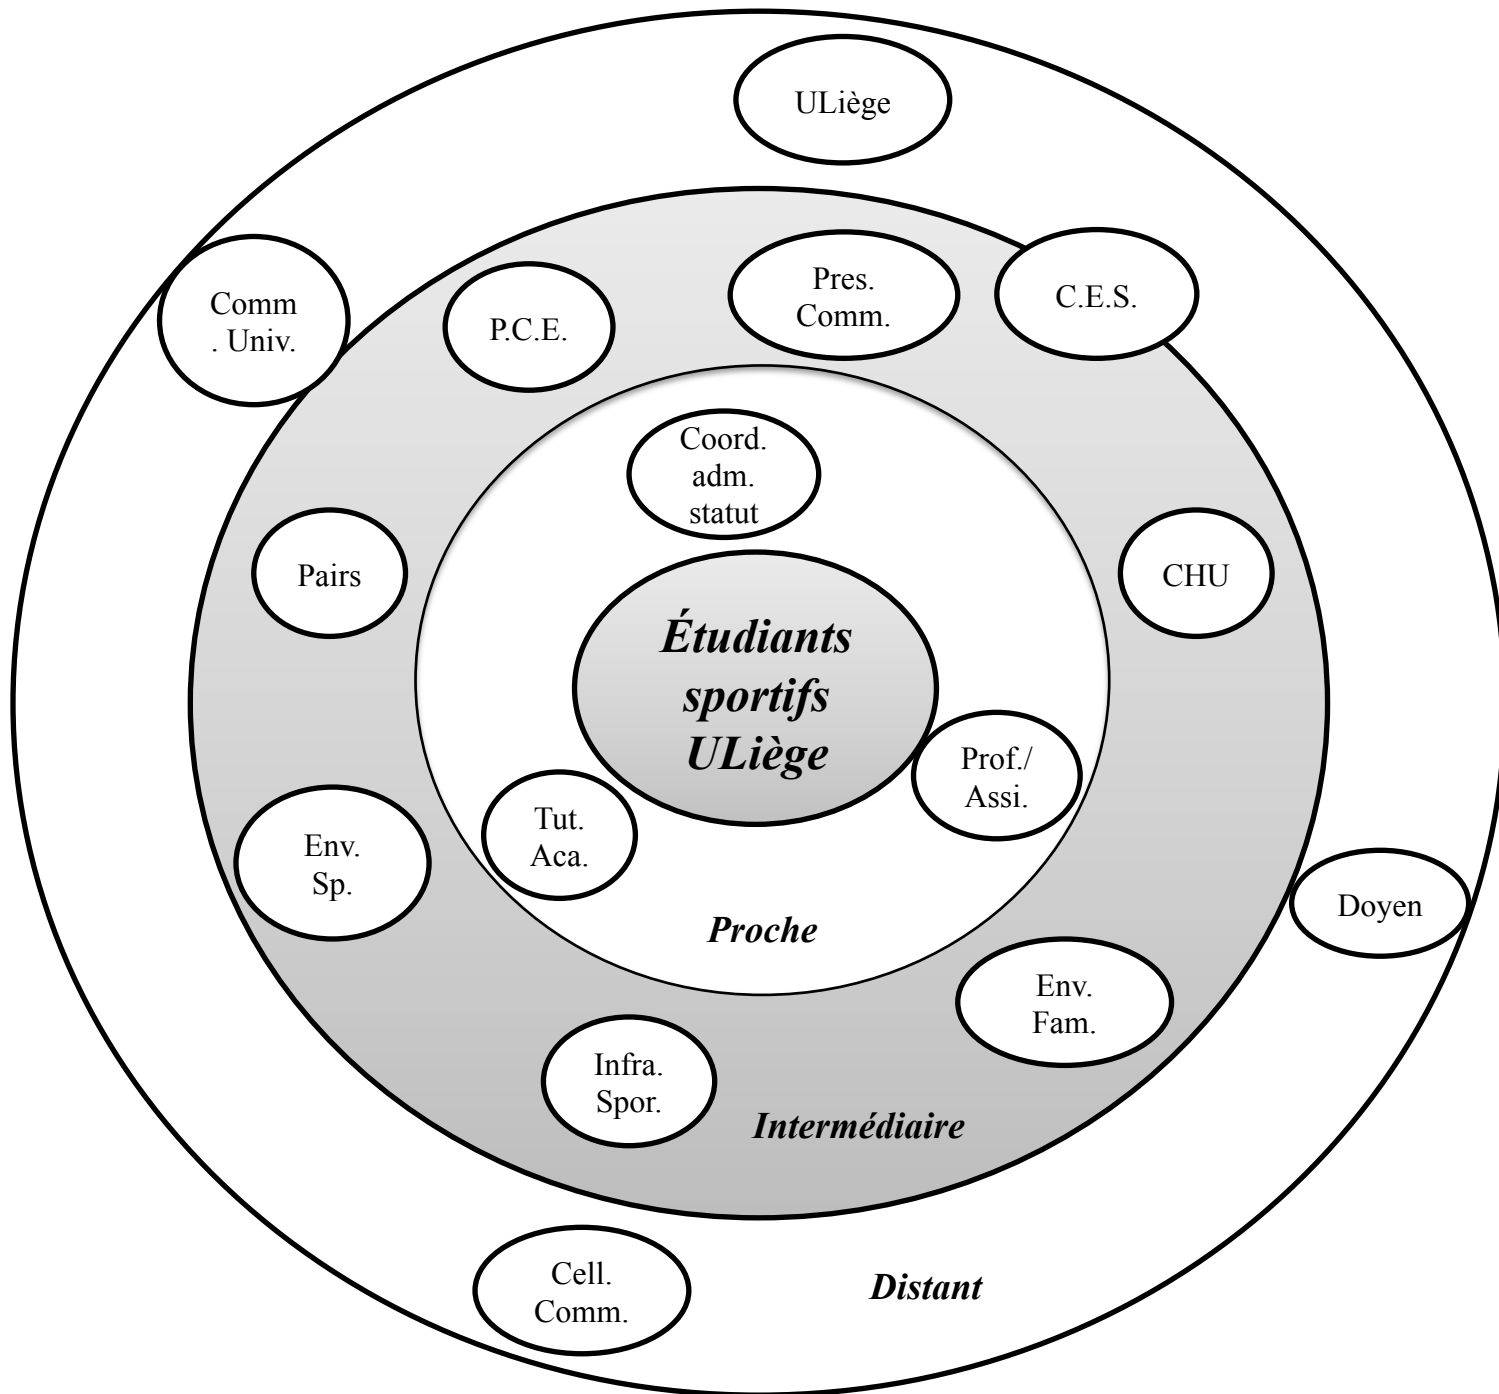 ULiège
Comm
. Univ.
P.C.E.
Pres.
Comm.
C.E.S.
Coord.
adm.
statut
Pairs
CHU
Étudiants
sportifs
ULiège
Prof./
Assi.
Tut.
Aca.
Env.
Sp.
Doyen
Proche
Env.
Fam.
Infra.
Spor.
Intermédiaire
Cell.
Comm.
Distant